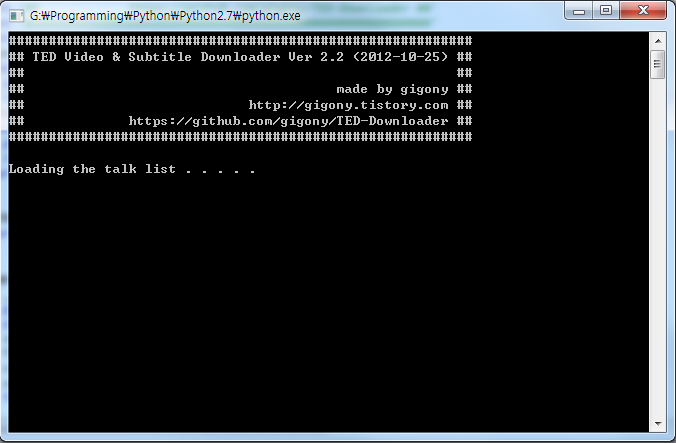 G:₩Programming₩Python₩Python2.7₩python.exe
##########################################################
## TED Video & Subtitle Downloader Ver 2.2 (2012-10-25) ##
##                                                      ##
##                                       made by gigony ##
##                            http://gigony.tistory.com ##
##             https://github.com/gigony/TED-Downloader ##
##########################################################
Loading the talk list . . . . .